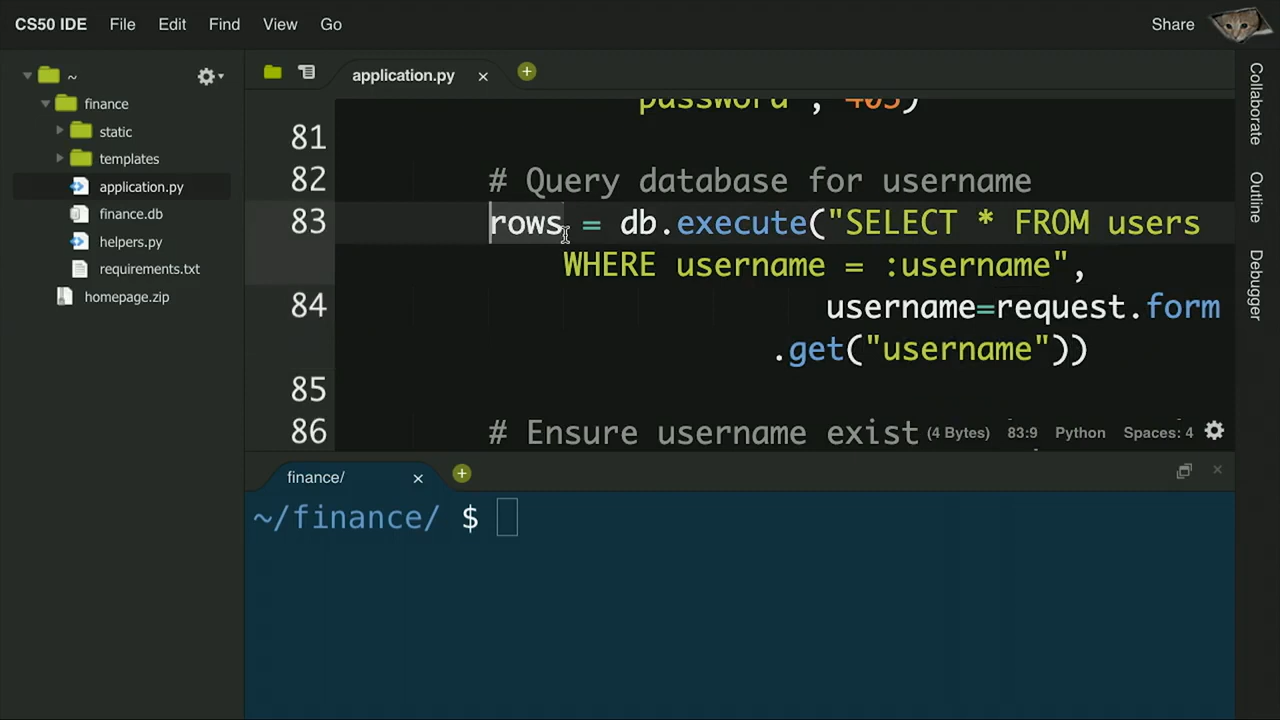 CS50 IDE File Edit Find View Go Share
~
finance
static
templates
application.py
finance.db
helpers.py
requirements.txt
homepage.zip
application.py
password", 403)
81
82 # Query database for username
83 rows = db.execute("SELECT * FROM users
WHERE username = :username",
84 username=request.form
.get("username"))
85
86 # Ensure username exist
(4 Bytes) 83:9 Python Spaces: 4
finance/
~/finance/ $
Collaborate
Outline
Debugger